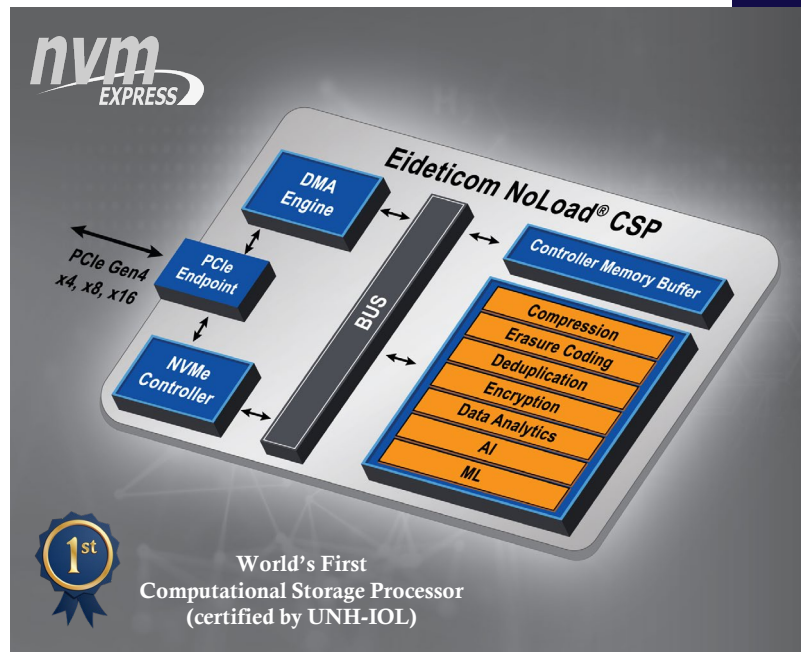 nvm
EXPRESS
Eideticom NoLoad® CSP
DMA
Engine
PCIe Gen4
x4, x8, x16
PCIe
Endpoint
NVMe
Controller
BUS
Controller Memory Buffer
Compression
Erasure Coding
Deduplication
Encryption
Data Analytics
AI
ML
1st
World's First
Computational Storage Processor
(certified by UNH-IOL)